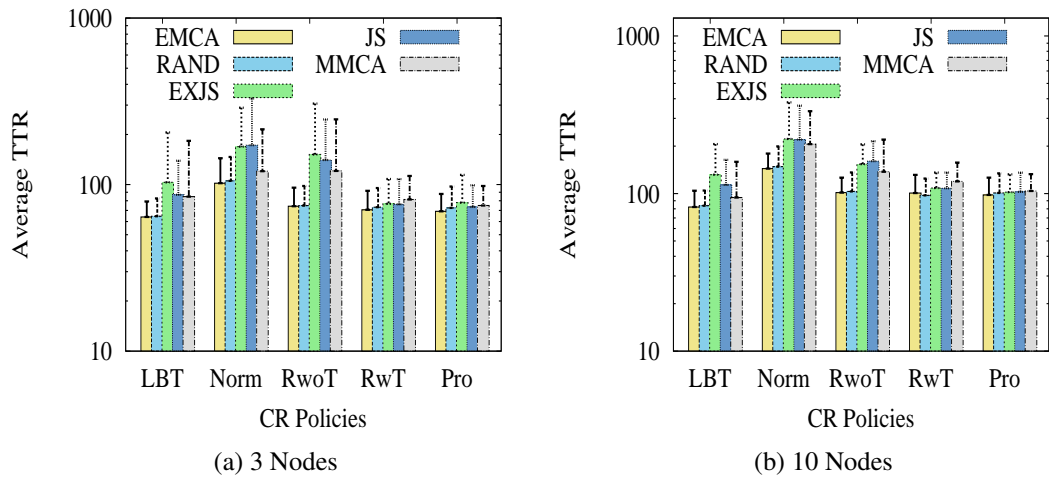 1000
100
10
Average TTR
EMCA
RAND
EXJS
JS
MMCA
LBT Norm RwoT RwT Pro
CR Policies
(a) 3 Nodes
1000
100
10
Average TTR
EMCA
RAND
EXJS
JS
MMCA
LBT Norm RwoT RwT Pro
CR Policies
(b) 10 Nodes